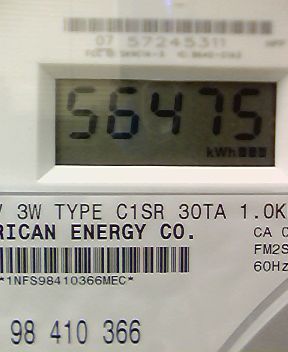 07 57245311
56475
kWh
V 3W TYPE C1SR 30TA 1.0K
RICAN ENERGY CO.
CA 0
FM2S
60Hz
*1NFS98410366MEC*
98 410 366